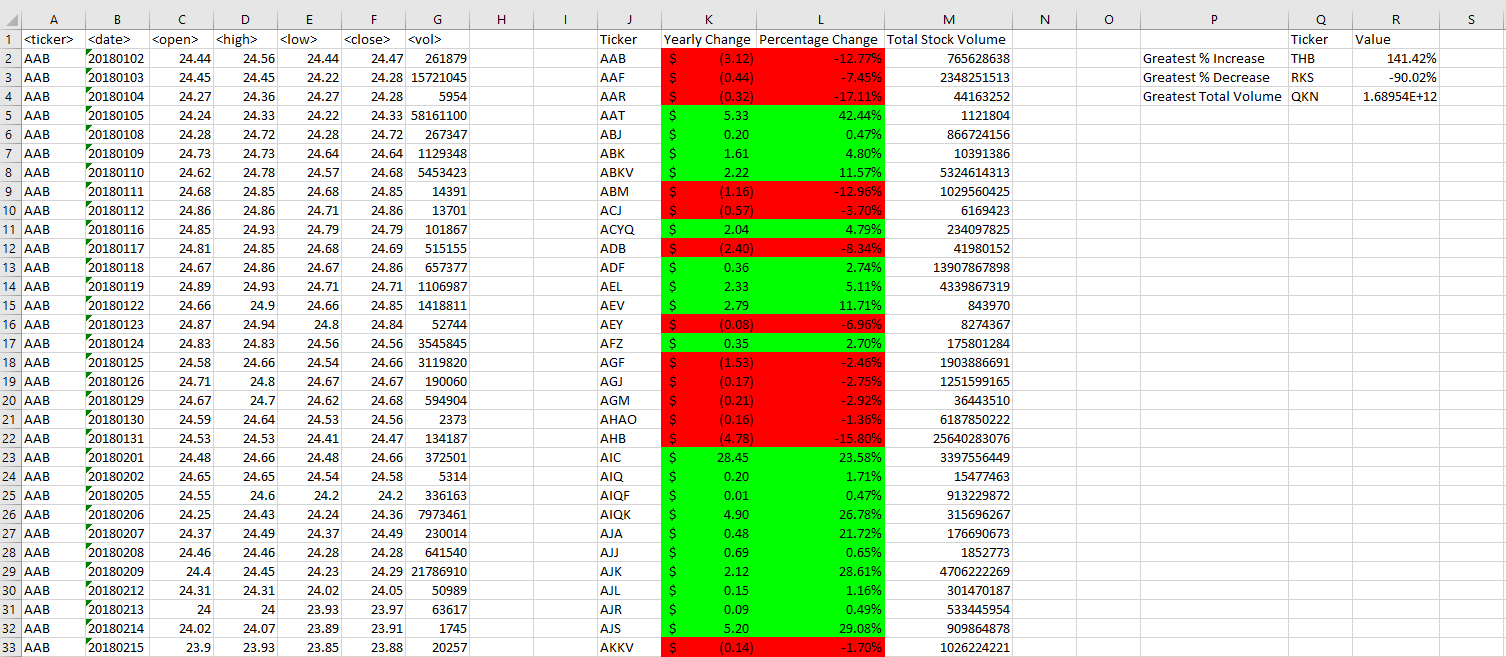 A B C D E F G H I J K L M N O P Q R S
1 <ticker> <date> <open> <high> <low> <close> <vol> Ticker Yearly Change Percentage Change Total Stock Volume Ticker Value
2 AAB 20180102 24.44 24.56 24.44 24.47 261879 AAB $ (3.12) -12.77% 765628638 Greatest % Increase THB 141.42%
3 AAB 20180103 24.45 24.45 24.22 24.28 15721045 AAF $ (0.44) -7.45% 2348251513 Greatest % Decrease RKS -90.02%
4 AAB 20180104 24.27 24.36 24.27 24.28 5954 AAR $ (0.32) -17.11% 44163252 Greatest Total Volume QKN 1.68954E+12
5 AAB 20180105 24.24 24.33 24.22 24.33 58161100 AAT $ 5.33 42.44% 1121804
6 AAB 20180108 24.28 24.72 24.28 24.72 267347 ABJ $ 0.20 0.47% 866724156
7 AAB 20180109 24.73 24.73 24.64 24.64 1129348 ABK $ 1.61 4.80% 10391386
8 AAB 20180110 24.62 24.78 24.57 24.68 5453423 ABKV $ 2.22 11.57% 5324614313
9 AAB 20180111 24.68 24.85 24.68 24.85 14391 ABM $ (1.16) -12.96% 1029560425
10 AAB 20180112 24.86 24.86 24.71 24.86 13701 ACJ $ (0.57) -3.70% 6169423
11 AAB 20180116 24.85 24.93 24.79 24.79 101867 ACYQ $ 2.04 4.79% 234097825
12 AAB 20180117 24.81 24.85 24.68 24.69 515155 ADB $ (2.40) -8.34% 41980152
13 AAB 20180118 24.67 24.86 24.67 24.86 657377 ADF $ 0.36 2.74% 13907867898
14 AAB 20180119 24.89 24.93 24.71 24.71 1106987 AEL $ 2.33 5.11% 4339867319
15 AAB 20180122 24.66 24.9 24.66 24.85 1418811 AEV $ 2.79 11.71% 843970
16 AAB 20180123 24.87 24.94 24.8 24.84 52744 AEY $ (0.08) -6.96% 8274367
17 AAB 20180124 24.83 24.83 24.56 24.56 3545845 AFZ $ 0.35 2.70% 175801284
18 AAB 20180125 24.58 24.66 24.54 24.66 3119820 AGF $ (1.53) -2.46% 1903886691
19 AAB 20180126 24.71 24.8 24.67 24.67 190060 AGJ $ (0.17) -2.75% 1251599165
20 AAB 20180129 24.67 24.7 24.62 24.68 594904 AGM $ (0.21) -2.92% 36443510
21 AAB 20180130 24.59 24.64 24.53 24.56 2373 AHAO $ (0.16) -1.36% 6187850222
22 AAB 20180131 24.53 24.53 24.41 24.47 134187 AHB $ (4.78) -15.80% 25640283076
23 AAB 20180201 24.48 24.66 24.48 24.66 372501 AIC $ 28.45 23.58% 3397556449
24 AAB 20180202 24.65 24.65 24.54 24.58 5314 AIQ $ 0.20 1.71% 15477463
25 AAB 20180205 24.55 24.6 24.2 24.2 336163 AIQF $ 0.01 0.47% 913229872
26 AAB 20180206 24.25 24.43 24.24 24.36 7973461 AIQK $ 4.90 26.78% 315696267
27 AAB 20180207 24.37 24.49 24.37 24.49 230014 AJA $ 0.48 21.72% 176690673
28 AAB 20180208 24.46 24.46 24.28 24.28 641540 AJJ $ 0.69 0.65% 1852773
29 AAB 20180209 24.4 24.45 24.23 24.29 21786910 AJK $ 2.12 28.61% 4706222269
30 AAB 20180212 24.31 24.31 24.02 24.05 50989 AJL $ 0.15 1.16% 301470187
31 AAB 20180213 24 24 23.93 23.97 63617 AJR $ 0.09 0.49% 533445954
32 AAB 20180214 24.02 24.07 23.89 23.91 1745 AJS $ 5.20 29.08% 909864878
33 AAB 20180215 23.9 23.93 23.85 23.88 20257 AKKV $ (0.14) -1.70% 1026224221